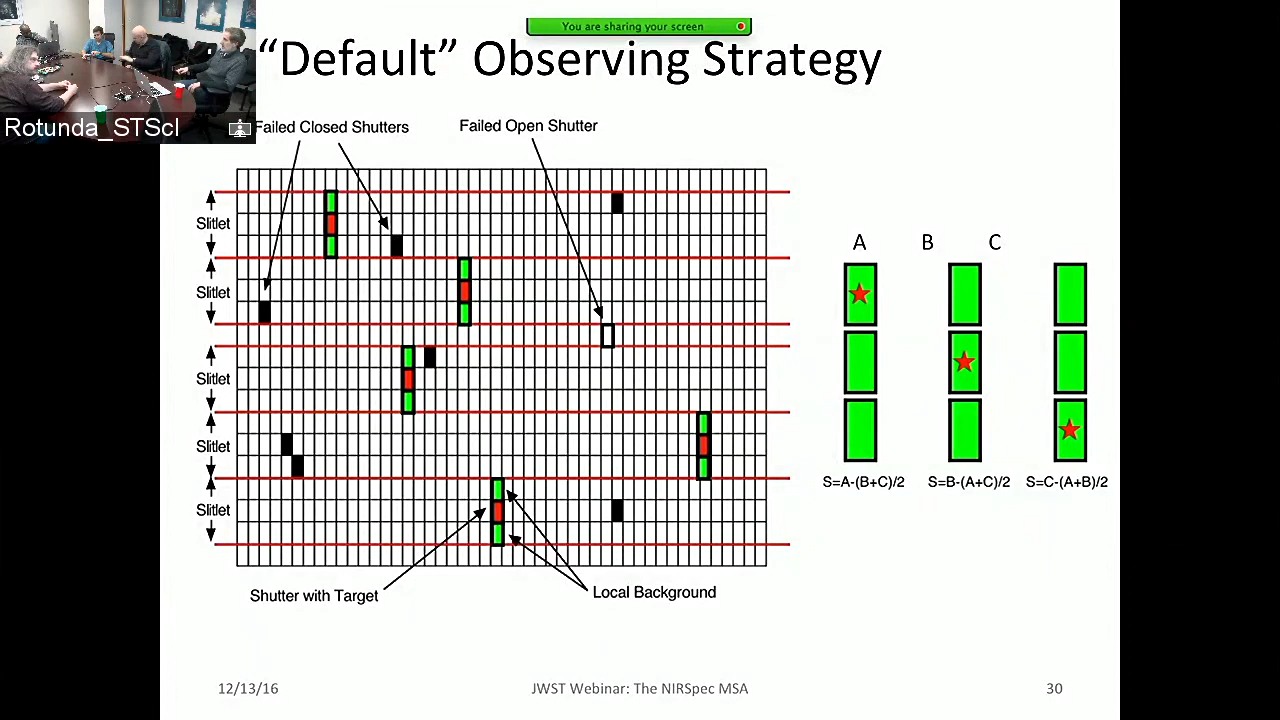 You are sharing your screen
“Default” Observing Strategy
Rotunda_STScI
Failed Closed Shutters
Failed Open Shutter
Slitlet
Slitlet
Slitlet
Slitlet
Slitlet
A B C
S=A-(B+C)/2 S=B-(A+C)/2 S=C-(A+B)/2
Shutter with Target
Local Background
12/13/16
JWST Webinar: The NIRSpec MSA
30